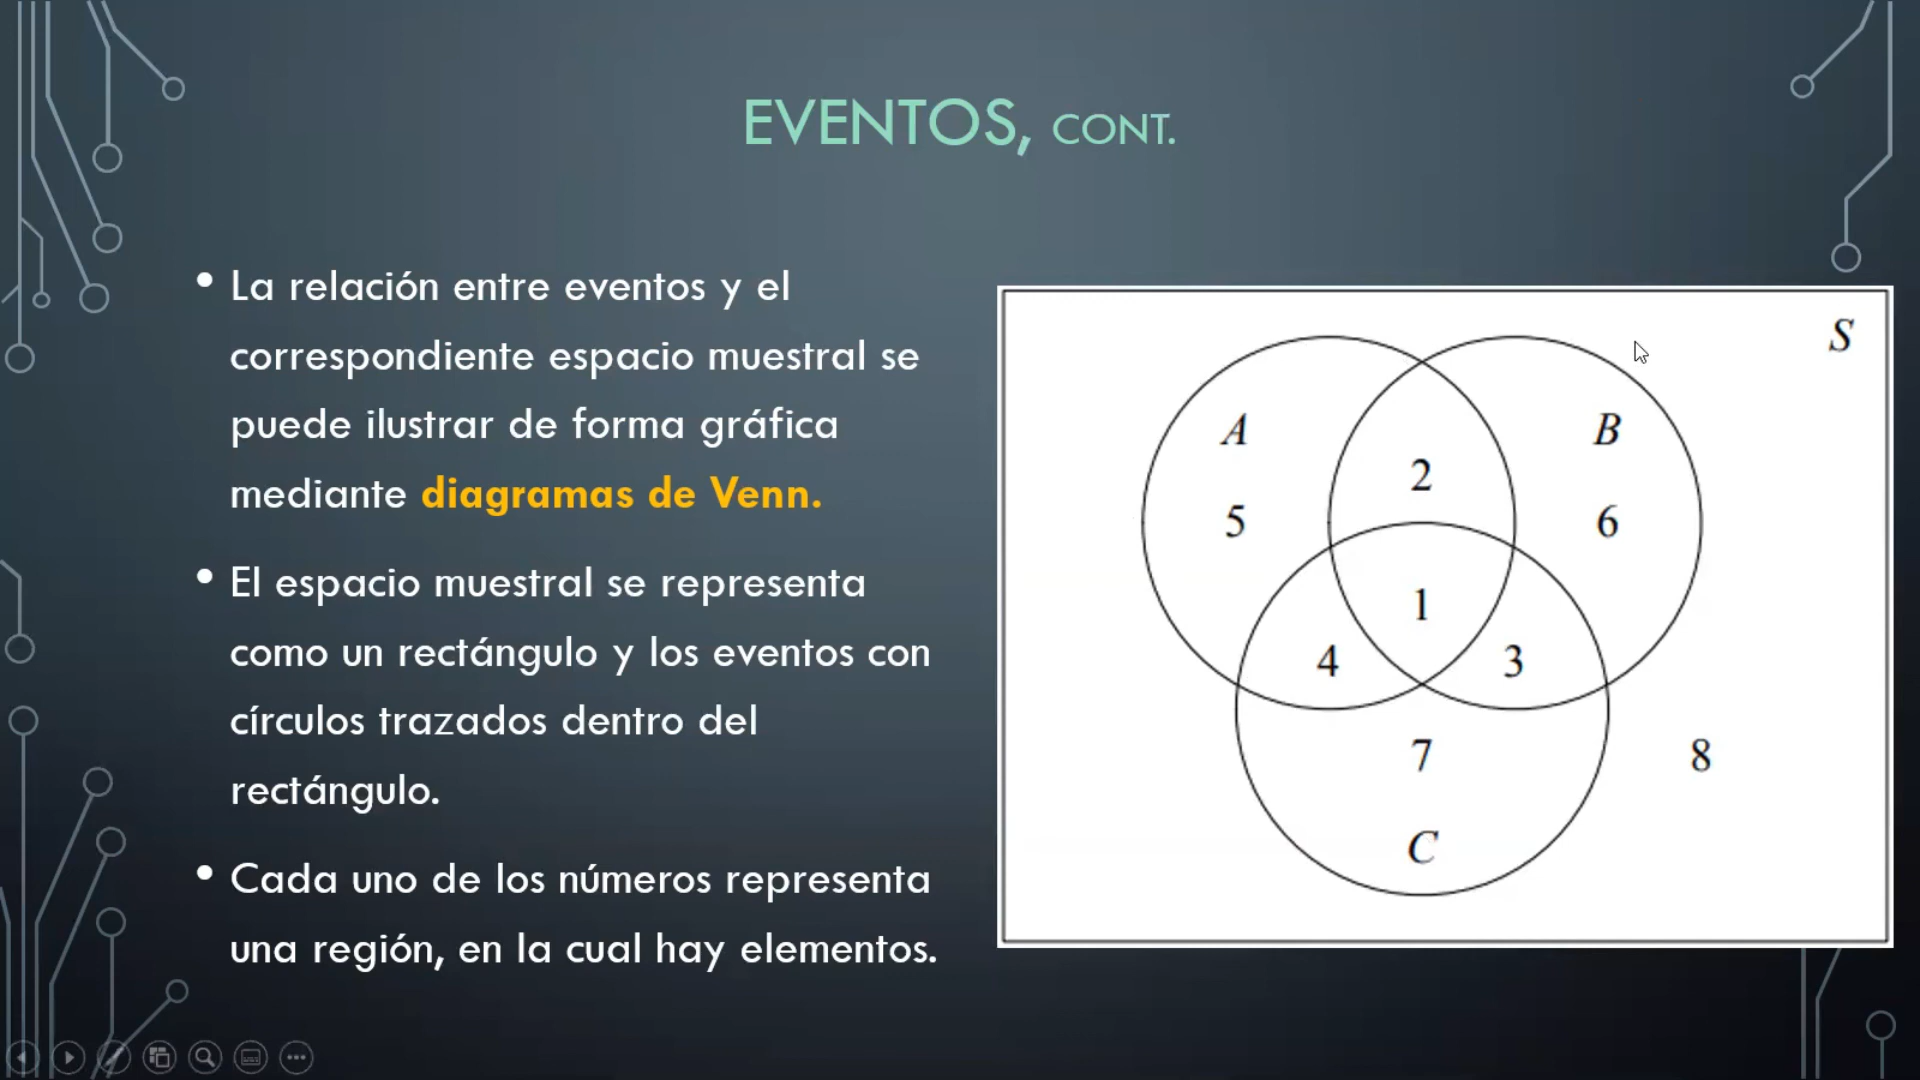 EVENTOS, CONT.
• La relación entre eventos y el
correspondiente espacio muestral se
puede ilustrar de forma gráfica
mediante diagramas de Venn.
• El espacio muestral se representa
como un rectángulo y los eventos con
círculos trazados dentro del
rectángulo.
• Cada uno de los números representa
una región, en la cual hay elementos.
S
A
B
2
5
6
1
4
3
7
8
C